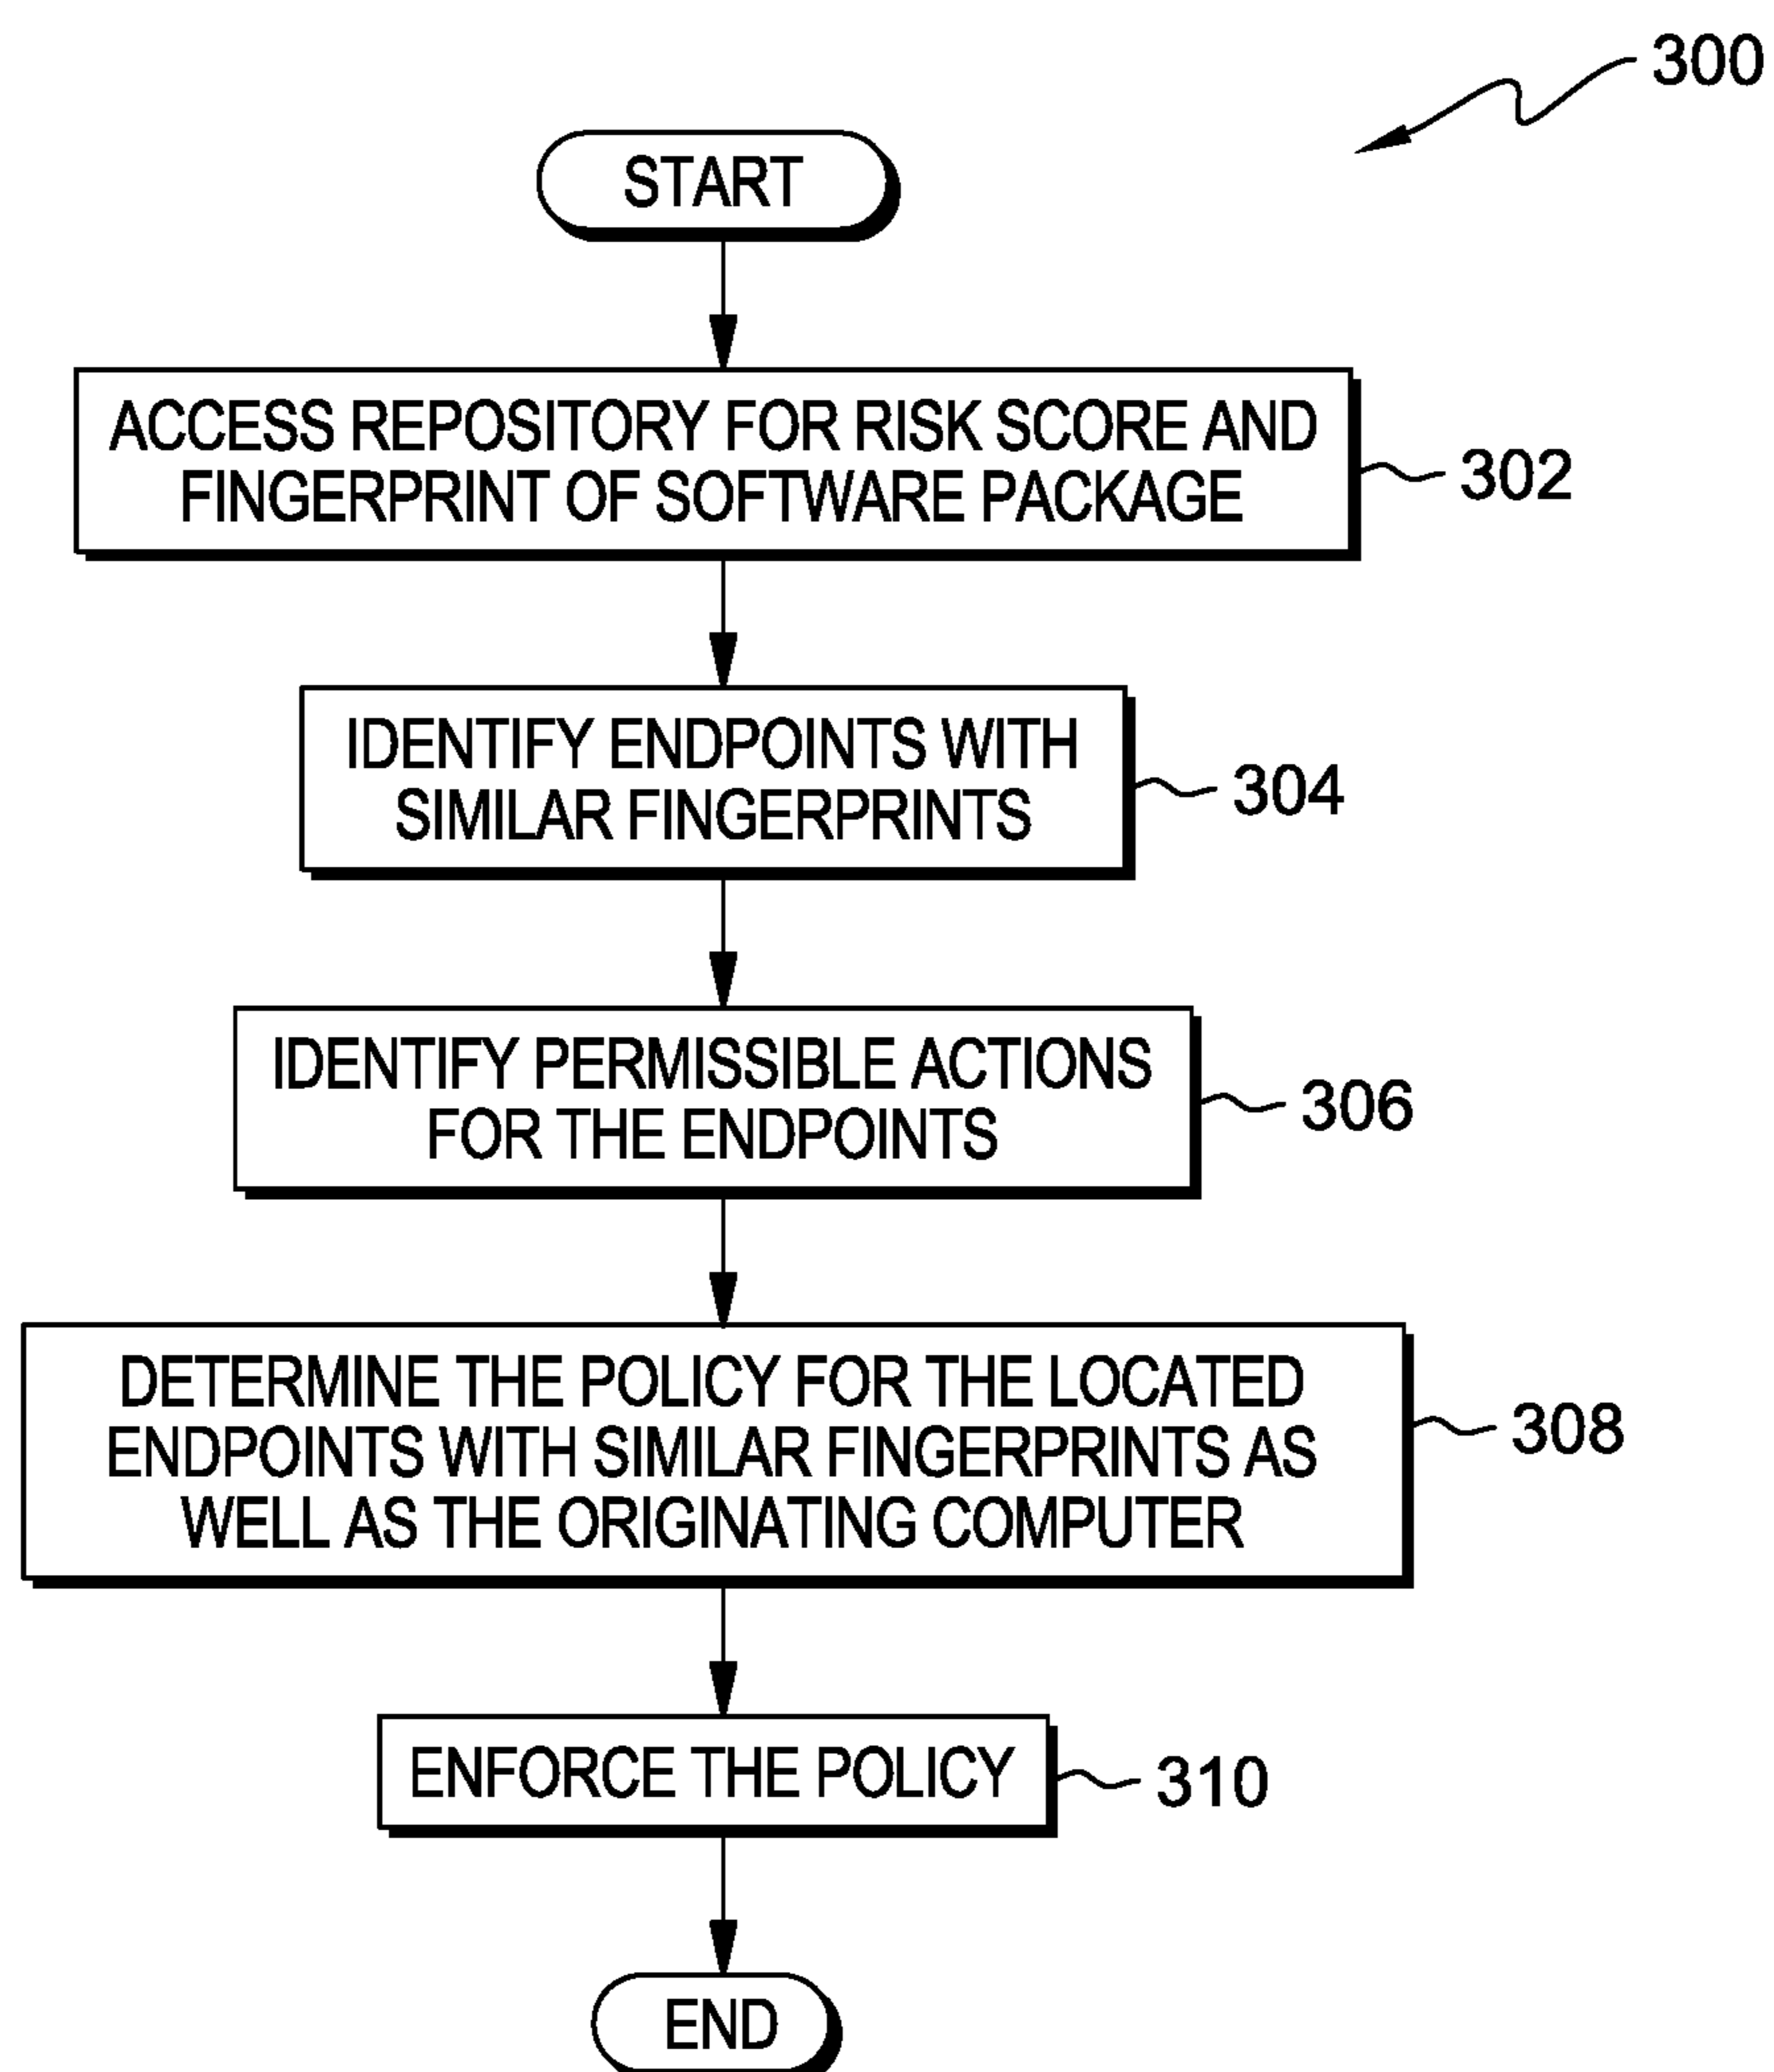 300
START
ACCESS REPOSITORY FOR RISK SCORE AND
FINGERPRINT OF SOFTWARE PACKAGE
302
IDENTIFY ENDPOINTS WITH
SIMILAR FINGERPRINTS
304
IDENTIFY PERMISSIBLE ACTIONS
FOR THE ENDPOINTS
306
DETERMINE THE POLICY FOR THE LOCATED
ENDPOINTS WITH SIMILAR FINGERPRINTS AS
WELL AS THE ORIGINATING COMPUTER
308
ENFORCE THE POLICY
310
END